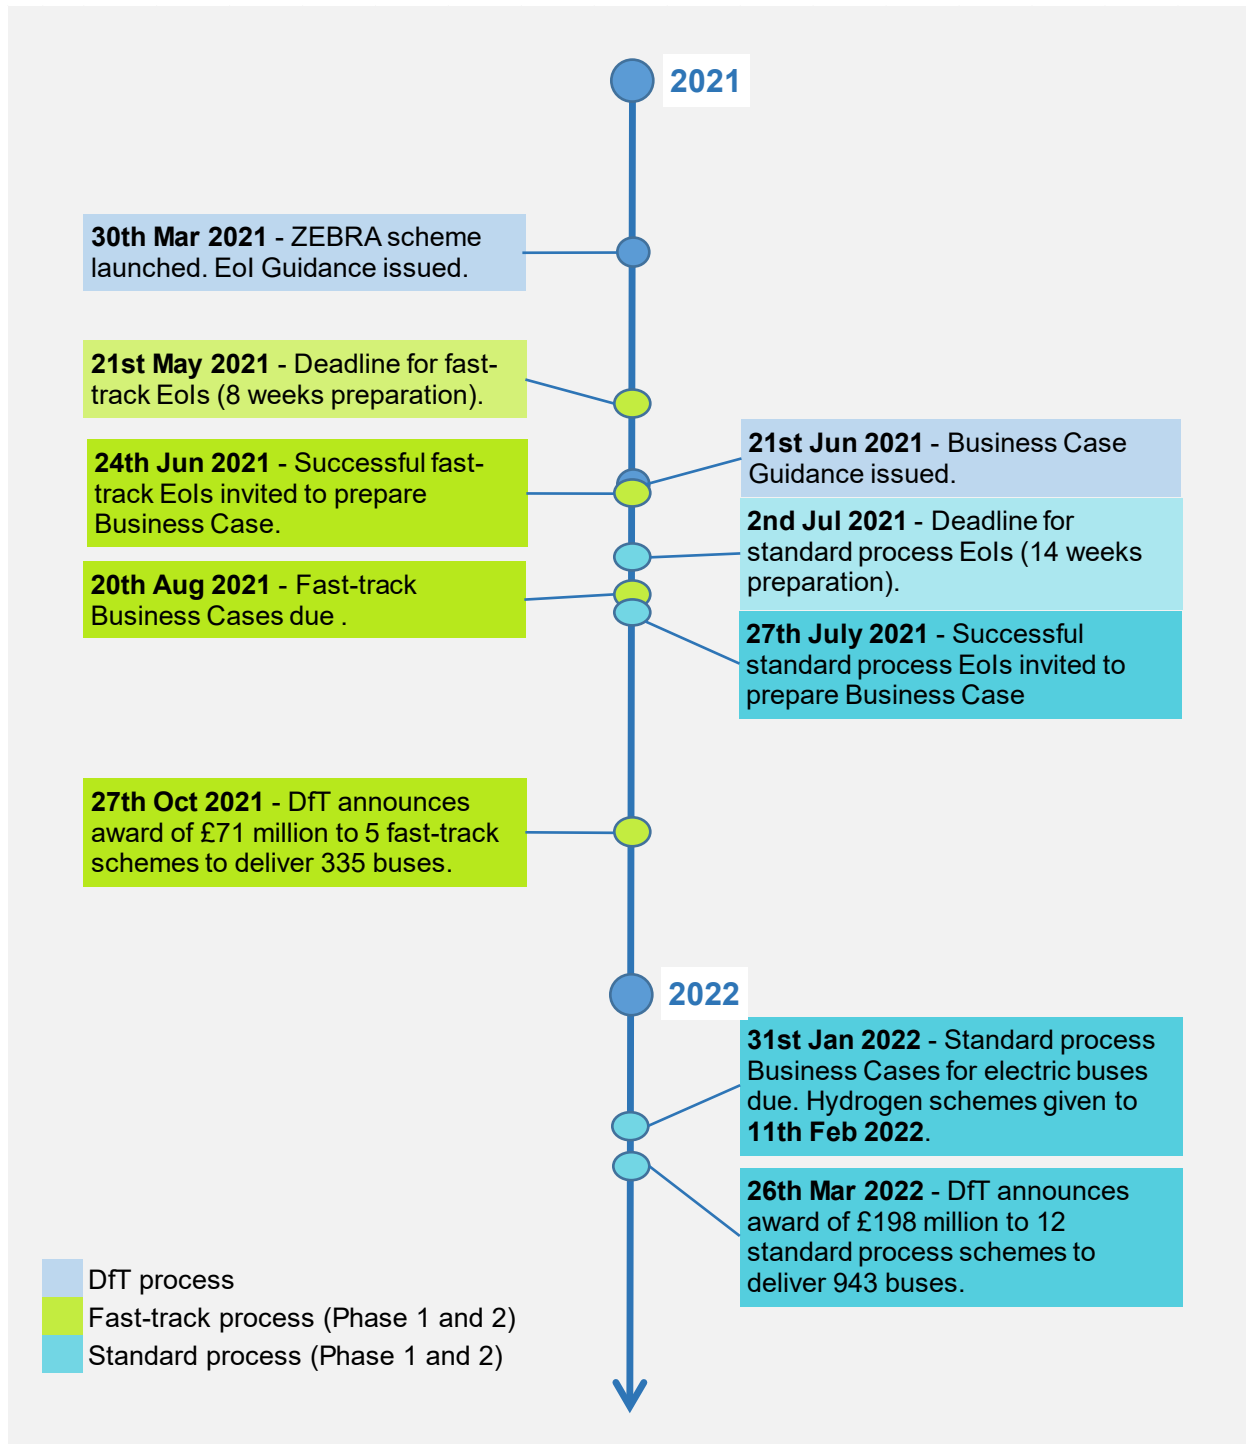 2021
30th Mar 2021 - ZEBRA scheme
launched. EoI Guidance issued.
21st May 2021 - Deadline for fast-
track EoIs (8 weeks preparation).
24th Jun 2021 - Successful fast-
track EoIs invited to prepare
Business Case.
21st Jun 2021 - Business Case
Guidance issued.
2nd Jul 2021 - Deadline for
standard process EoIs (14 weeks
preparation).
20th Aug 2021 - Fast-track
Business Cases due .
27th July 2021 - Successful
standard process EoIs invited to
prepare Business Case
27th Oct 2021 - DfT announces
award of £71 million to 5 fast-track
schemes to deliver 335 buses.
2022
31st Jan 2022 - Standard process
Business Cases for electric buses
due. Hydrogen schemes given to
11th Feb 2022.
26th Mar 2022 - DfT announces
award of £198 million to 12
standard process schemes to
deliver 943 buses.
DfT process
Fast-track process (Phase 1 and 2)
Standard process (Phase 1 and 2)